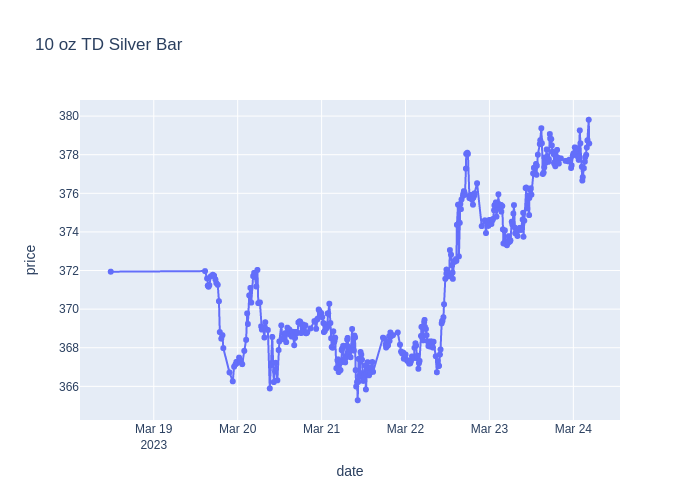 10 oz TD Silver Bar
price
380
378
376
374
372
370
368
366
Mar 19
2023
Mar 20
Mar 21
Mar 22
Mar 23
Mar 24
date